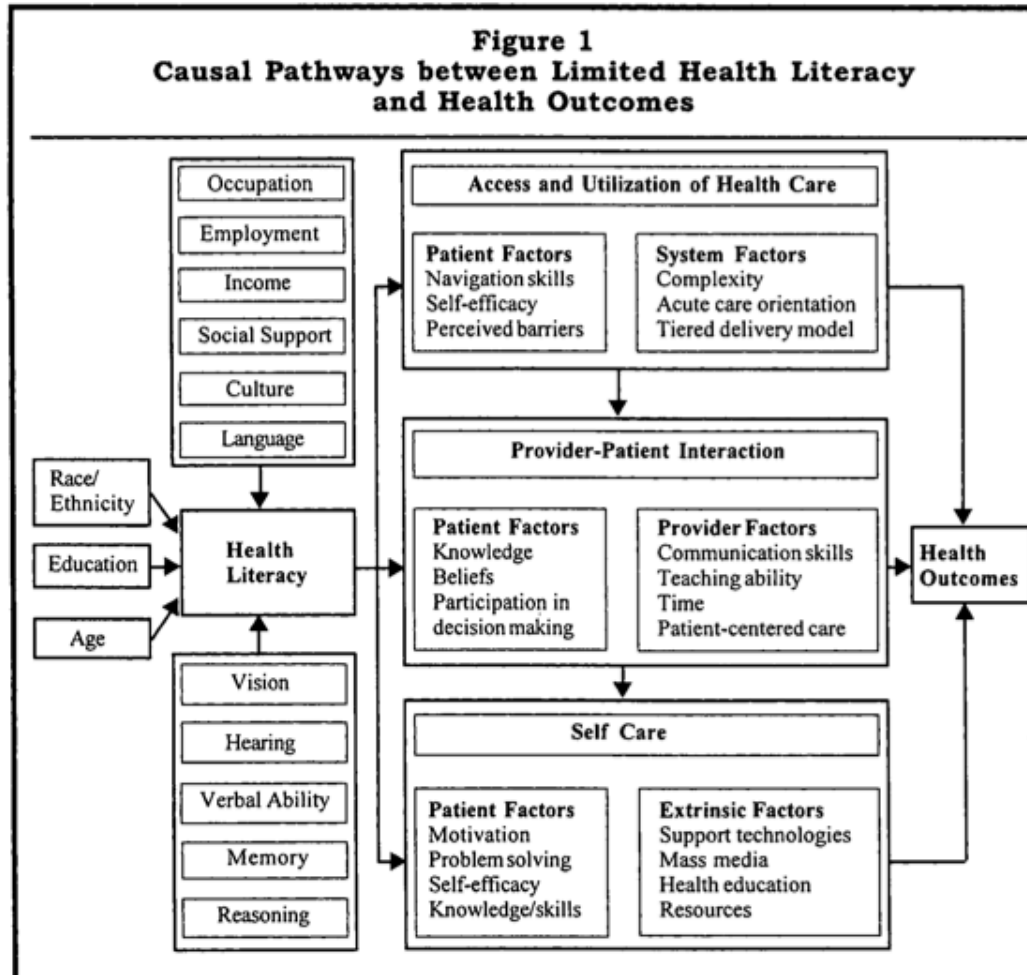 Figure 1
Causal Pathways between Limited Health Literacy
and Health Outcomes
Occupation
Employment
Income
Social Support
Culture
Language
Race/
Ethnicity
Education
Age
Health
Literacy
Vision
Hearing
Verbal Ability
Memory
Reasoning
Access and Utilization of Health Care
Patient Factors
Navigation skills
Self-efficacy
Perceived barriers
System Factors
Complexity
Acute care orientation
Tiered delivery model
Provider-Patient Interaction
Patient Factors
Knowledge
Beliefs
Participation in
decision making
Provider Factors
Communication skills
Teaching ability
Time
Patient-centered care
Self Care
Patient Factors
Motivation
Problem solving
Self-efficacy
Knowledge/skills
Extrinsic Factors
Support technologies
Mass media
Health education
Resources
Health
Outcomes